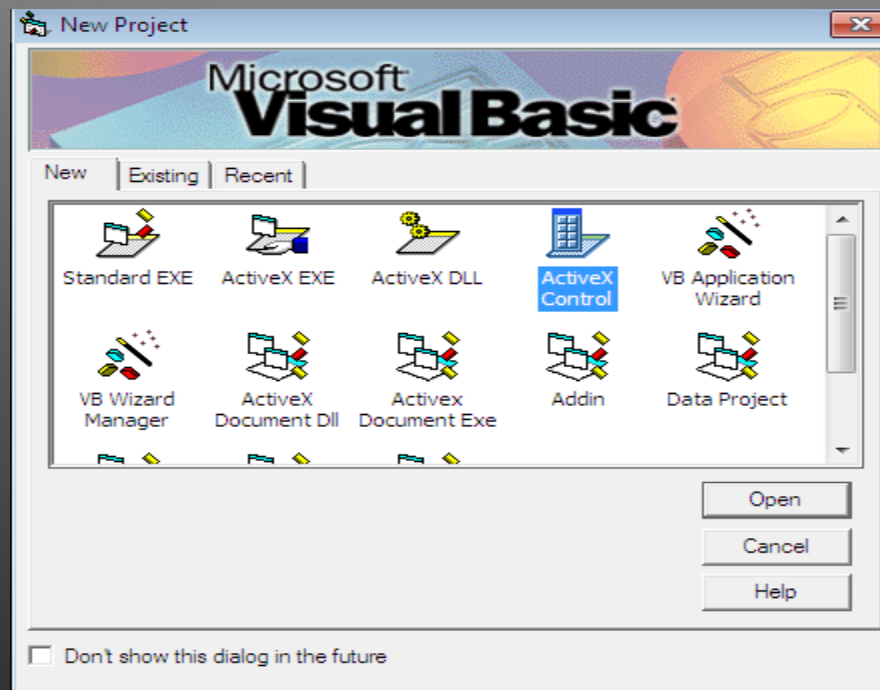 New Project
Microsoft
Visual Basic
New Existing Recent
Standard EXE ActiveX EXE ActiveX DLL ActiveX Control VB Application Wizard
VB Wizard Manager ActiveX Document Dll Activex Document Exe Addin Data Project
Open
Cancel
Help
Don't show this dialog in the future